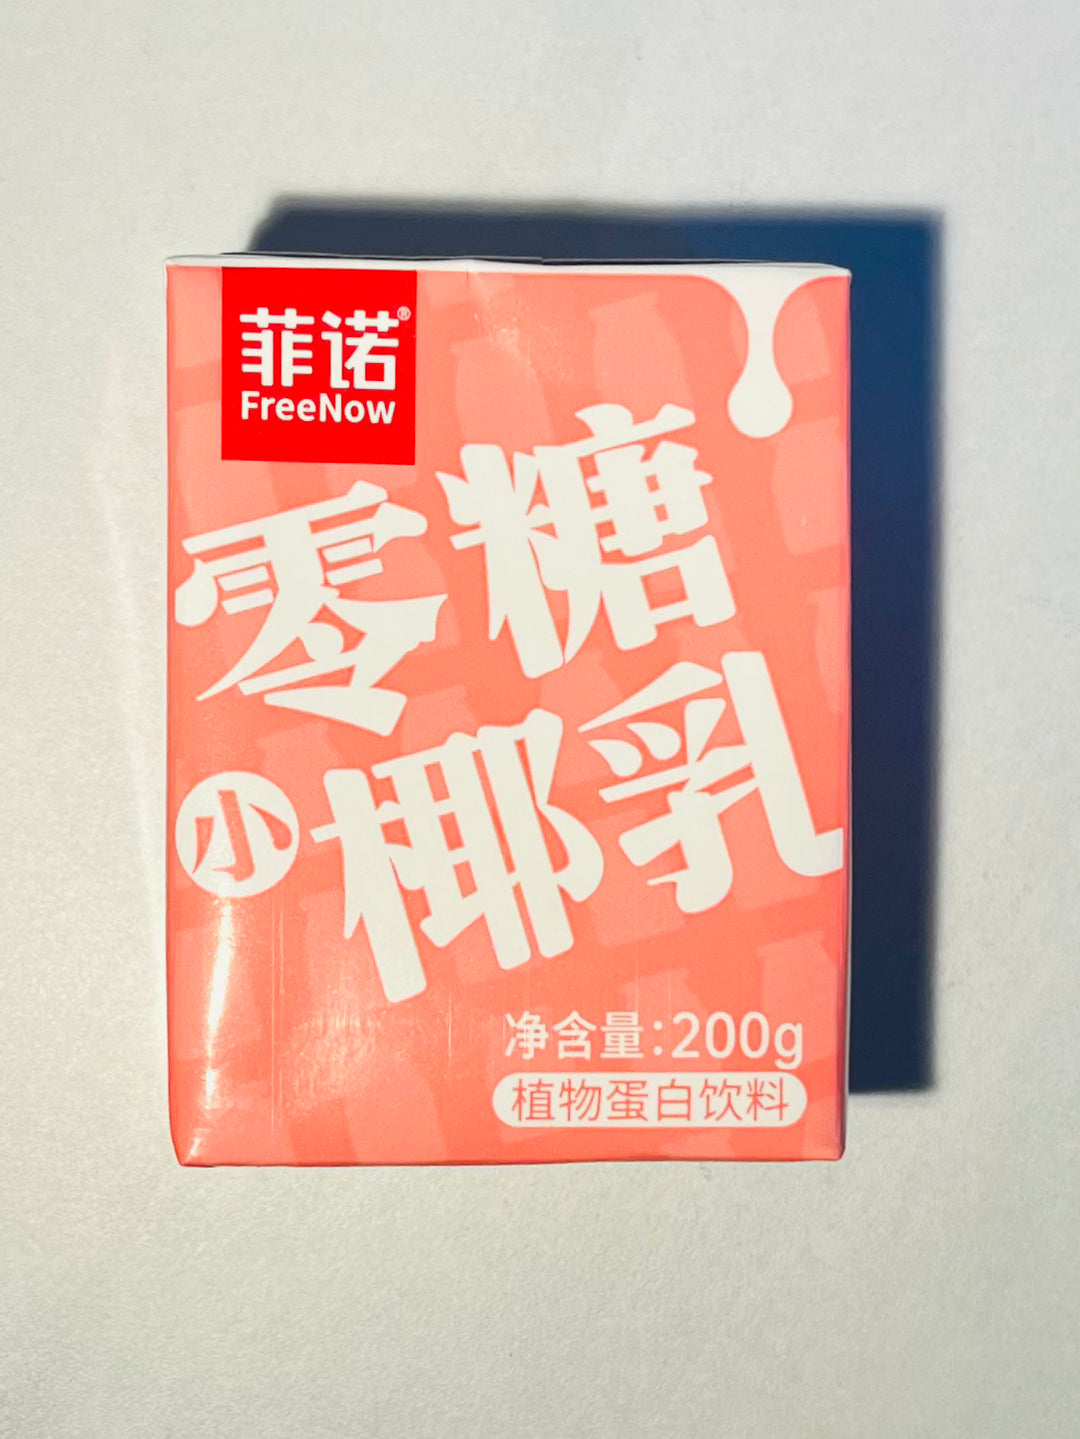 菲诺®
FreeNow
零糖
小椰乳
净含量:200g
植物蛋白饮料